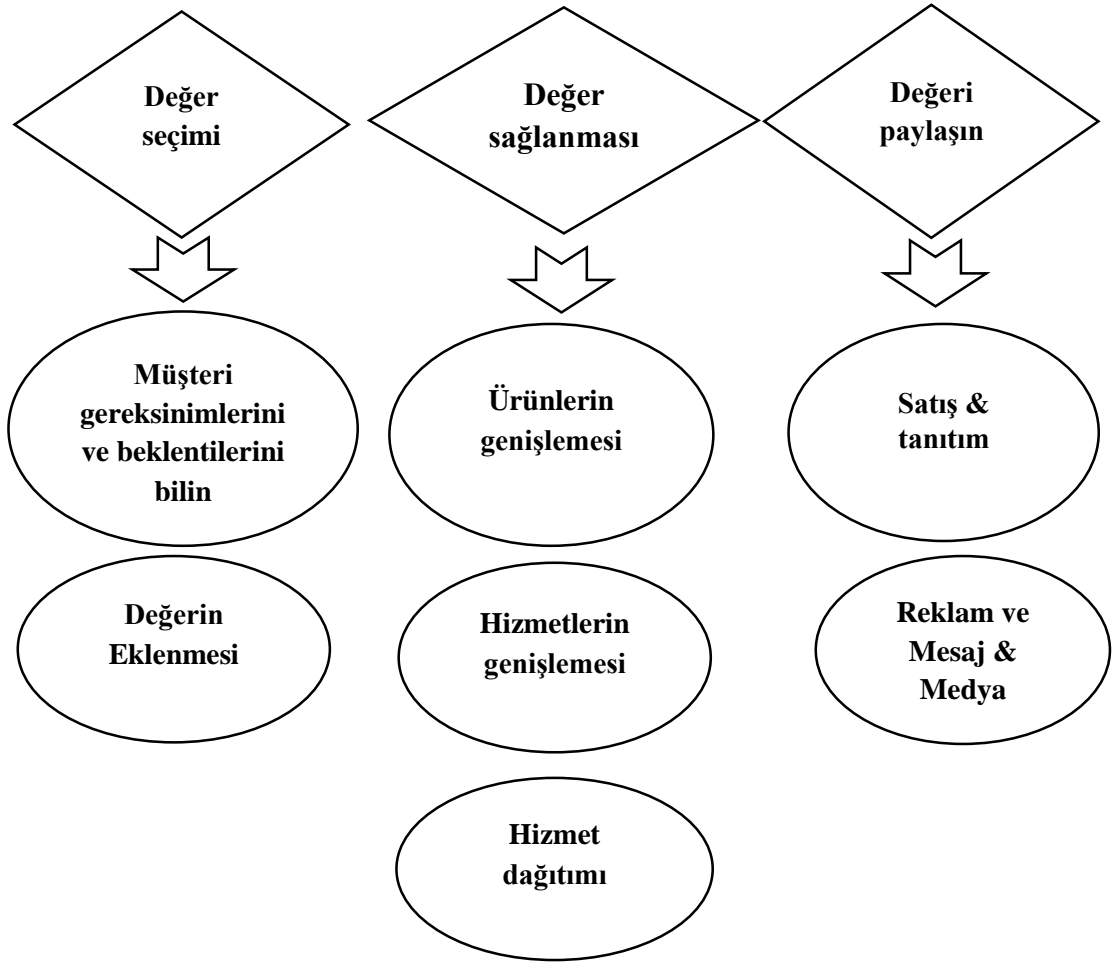 Değer
seçimi
Değer
sağlanması
Değeri
paylaşın
Müşteri
gereksinimlerini
ve beklentilerini
bilin
Ürünlerin
genişlemesi
Satış &
tanıtım
Değerin
Eklenmesi
Hizmetlerin
genişlemesi
Reklam ve
Mesaj &
Medya
Hizmet
dağıtımı